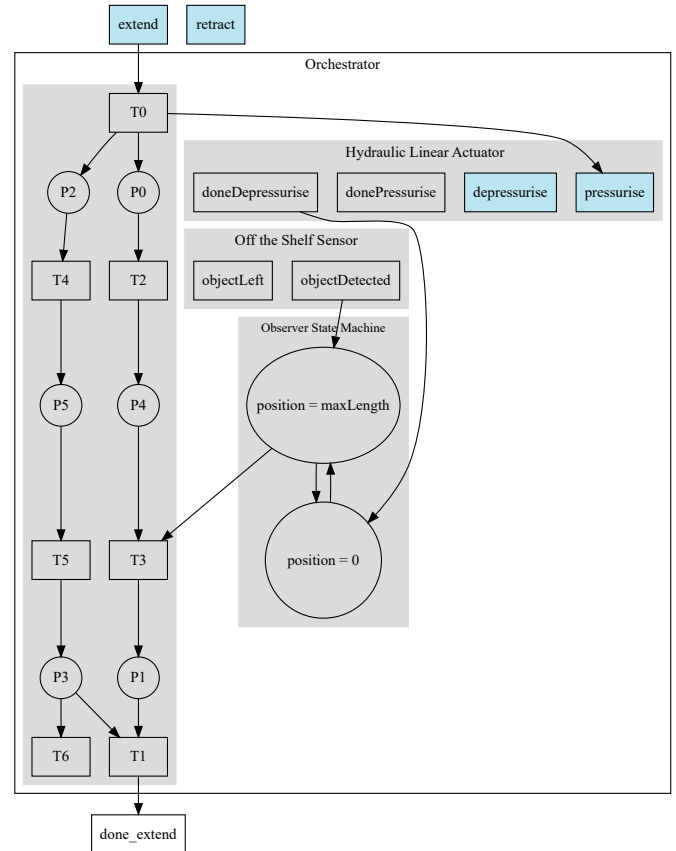 extend
retract
Orchestrator
T0
Hydraulic Linear Actuator
P2
P0
doneDepressurise
donePressurise
depressurise
pressurise
Off the Shelf Sensor
T4
T2
objectLeft
objectDetected
Observer State Machine
P5
P4
position = maxLength
T5
T3
position = 0
P3
P1
T6
T1
done_extend